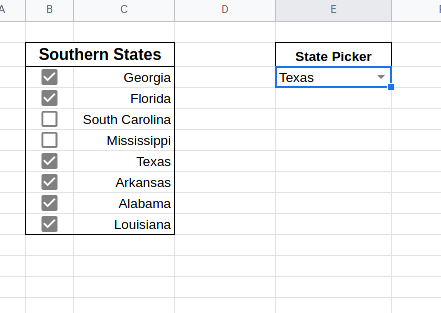 A B C D E F
Southern States State Picker
Georgia Texas
Florida
South Carolina
Mississippi
Texas
Arkansas
Alabama
Louisiana